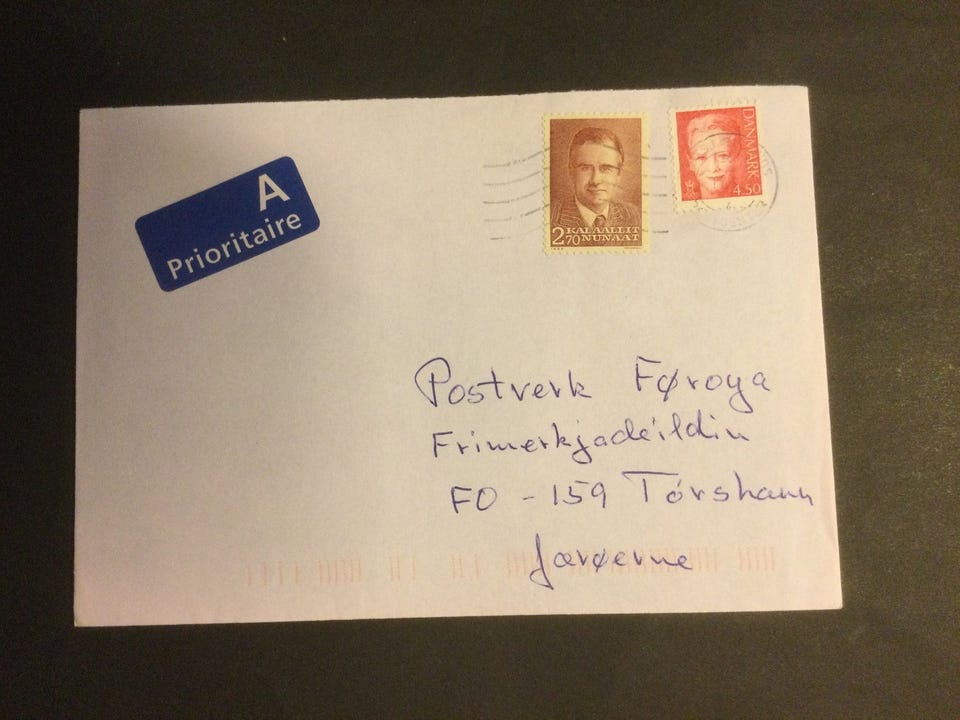 A
Prioritaire
2 70 KALAALLIT NUNAAT
DANMARK
4.50
Postverk Føroya
Frimerkjadeildin
FO - 159 Tórshavn
Færøerne